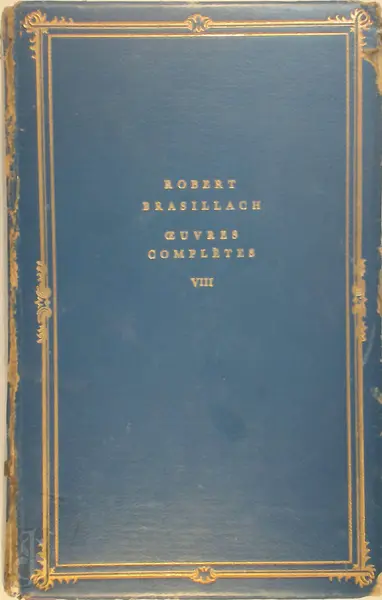 ROBERT
BRASILLACH
ŒUVRES
COMPLÈTES
VIII